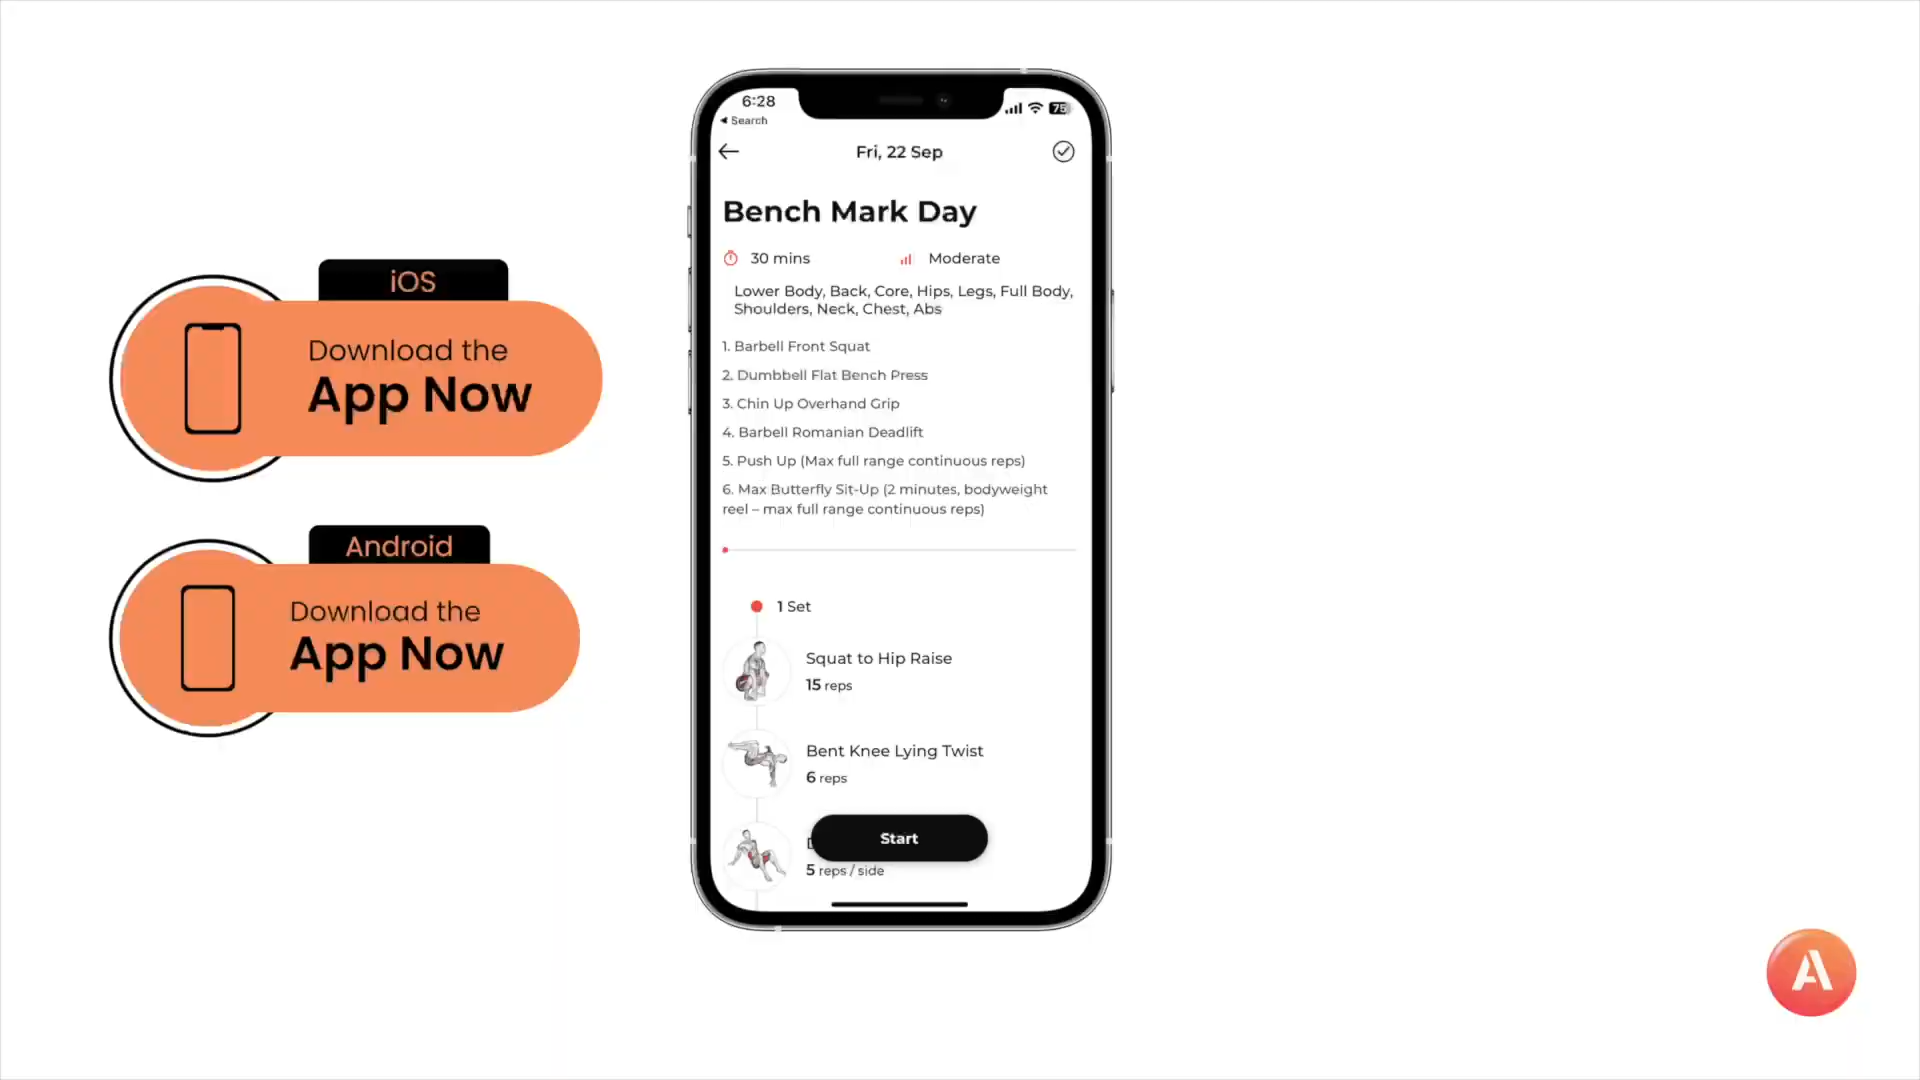 iOS
Download the
App Now
Android
Download the
App Now
6:28
75
Search
Fri, 22 Sep
Bench Mark Day
30 mins
Moderate
Lower Body, Back, Core, Hips, Legs, Full Body,
Shoulders, Neck, Chest, Abs
1. Barbell Front Squat
2. Dumbbell Flat Bench Press
3. Chin Up Overhand Grip
4. Barbell Romanian Deadlift
5. Push Up (Max full range continuous reps)
6. Max Butterfly Sit-Up (2 minutes, bodyweight
reel – max full range continuous reps)
1 Set
Squat to Hip Raise
15 reps
Bent Knee Lying Twist
6 reps
Start
5 reps / side
A